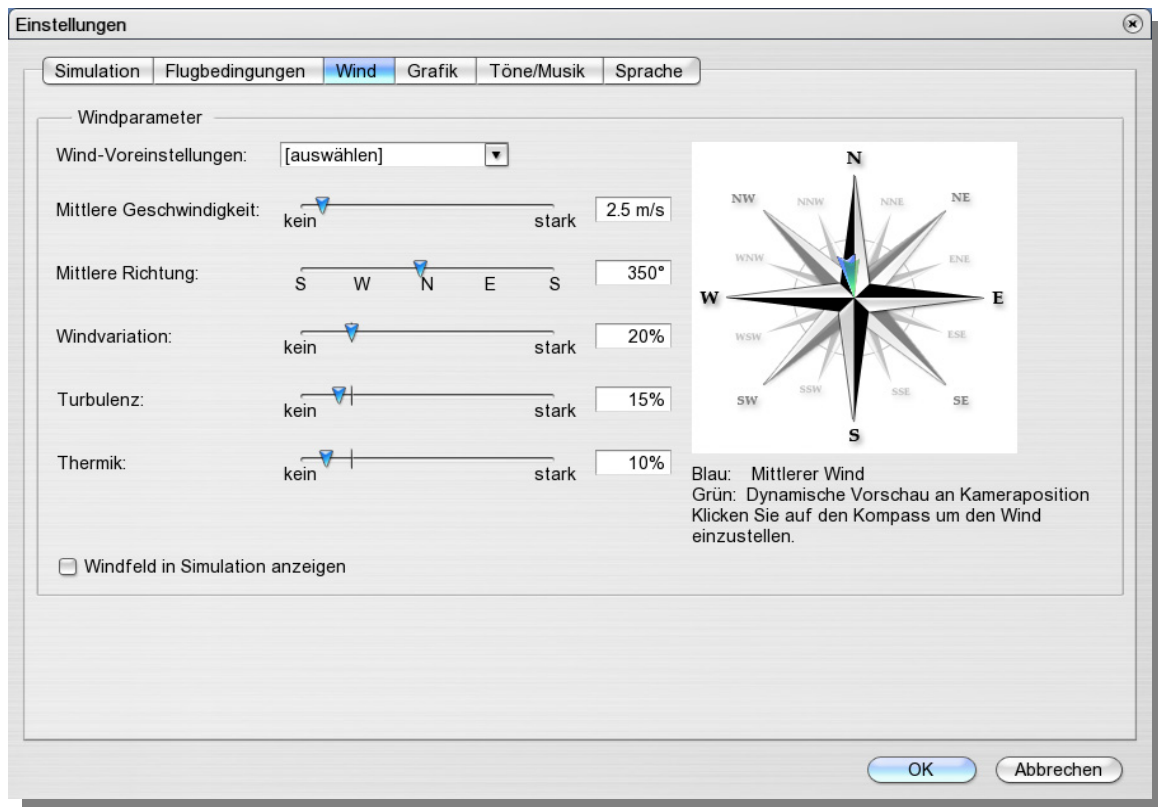 Einstellungen
Simulation Flugbedingungen Wind Grafik Töne/Musik Sprache
Windparameter
Wind-Voreinstellungen: [auswählen]
Mittlere Geschwindigkeit: kein stark 2.5 m/s
Mittlere Richtung: S W N E S 350°
Windvariation: kein stark 20%
Turbulenz: kein stark 15%
Thermik: kein stark 10%
N
NW NNW NNE NE
WNW ENE
W E
WSW ESE
SW SSW SSE SE
S
Blau: Mittlerer Wind
Grün: Dynamische Vorschau an Kameraposition
Klicken Sie auf den Kompass um den Wind
einzustellen.
Windfeld in Simulation anzeigen
OK Abbrechen